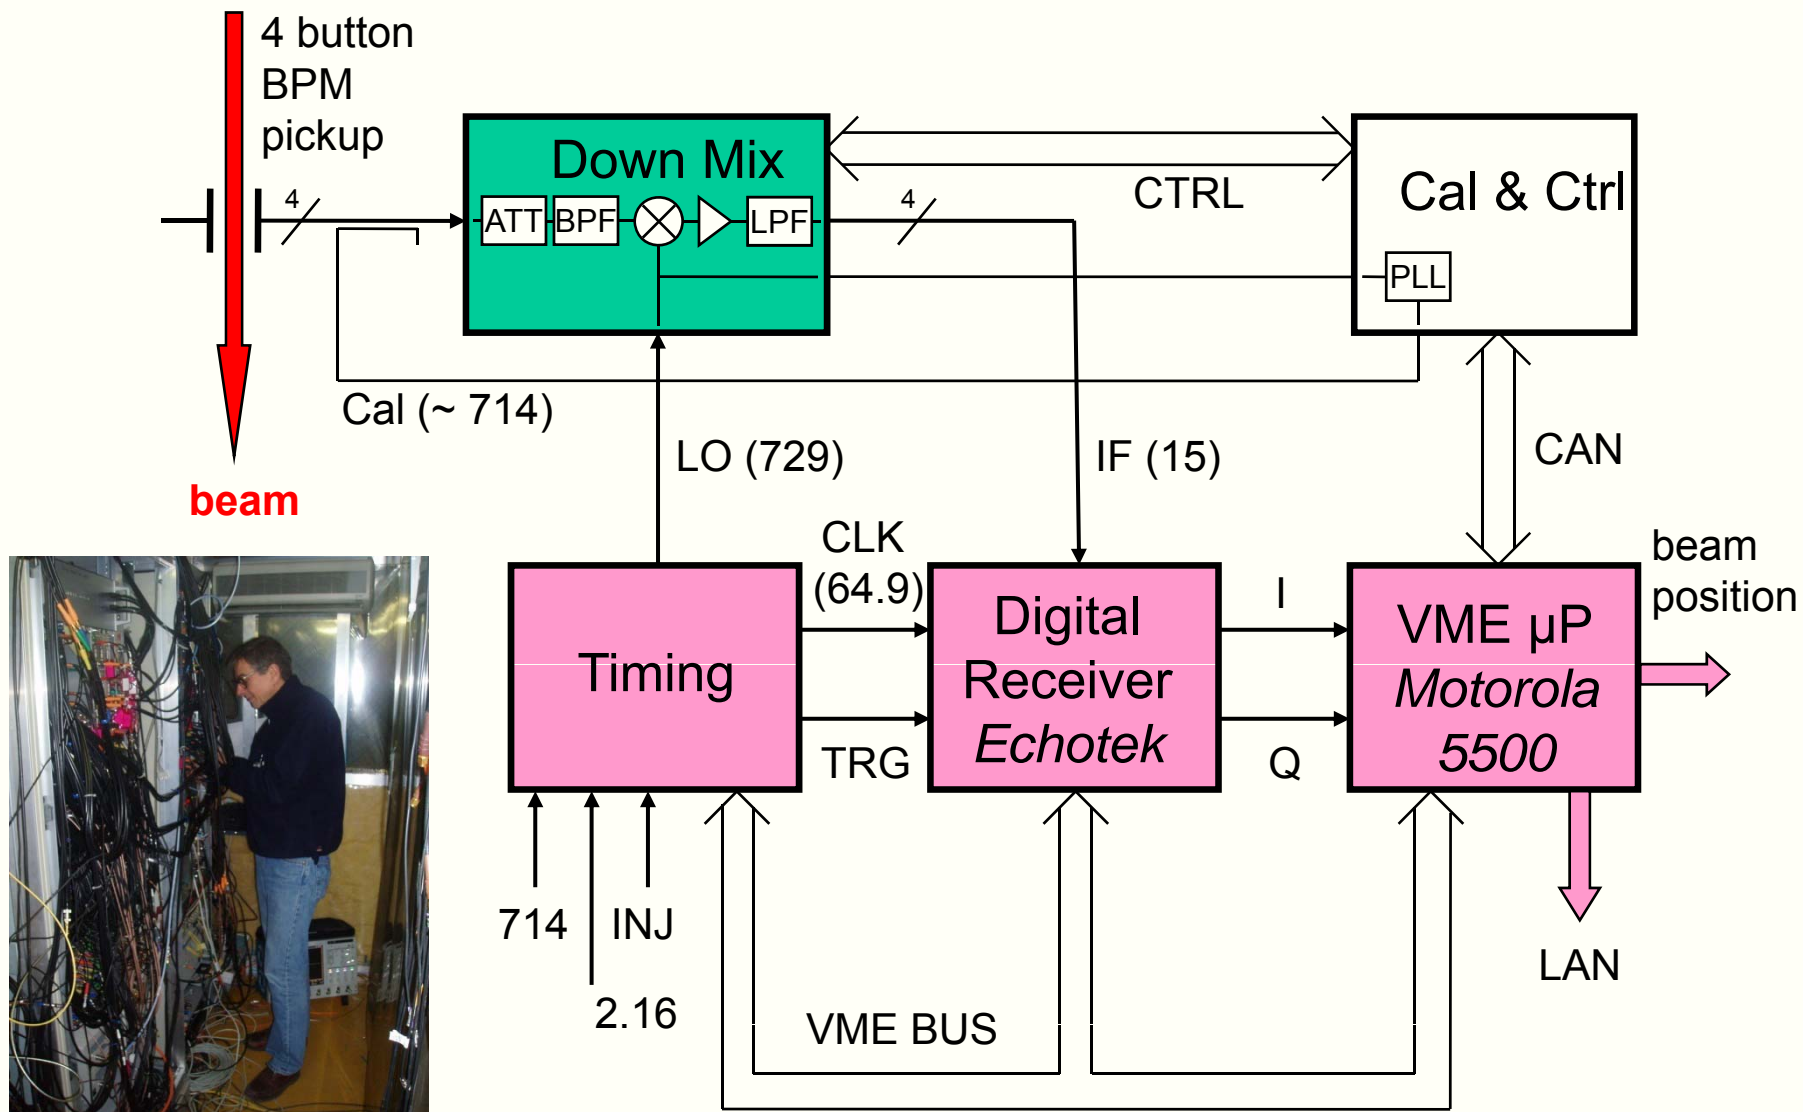 4 button
BPM
pickup
4
Down Mix
ATT
BPF
LPF
4
CTRL
Cal & Ctrl
PLL
Cal (~ 714)
LO (729)
IF (15)
CAN
beam
CLK
(64.9)
Timing
TRG
Digital
Receiver
Echotek
I
Q
VME µP
Motorola
5500
beam
position
714
INJ
2.16
VME BUS
LAN